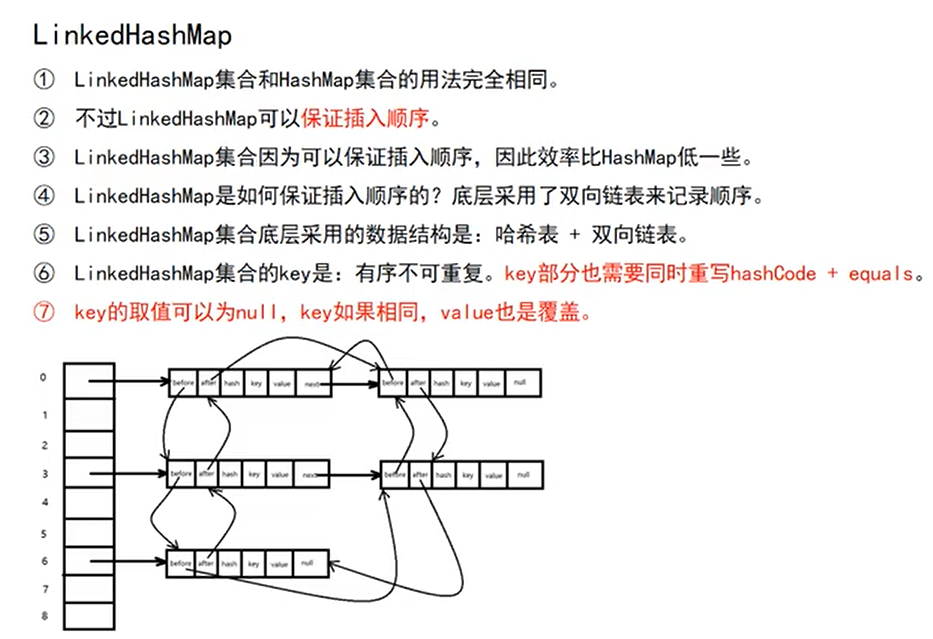 LinkedHashMap
① LinkedHashMap集合和HashMap集合的用法完全相同。
② 不过LinkedHashMap可以保证插入顺序。
③ LinkedHashMap集合因为可以保证插入顺序，因此效率比HashMap低一些。
④ LinkedHashMap是如何保证插入顺序的？底层采用了双向链表来记录顺序。
⑤ LinkedHashMap集合底层采用的数据结构是：哈希表 + 双向链表。
⑥ LinkedHashMap集合的key是：有序不可重复。key部分也需要同时重写hashCode + equals。
⑦ key的取值可以为null，key如果相同，value也是覆盖。
0 before after hash key value next before after hash key value null
1
2
3 before after hash key value next before after hash key value null
4
5
6 before after hash key value null
7
8